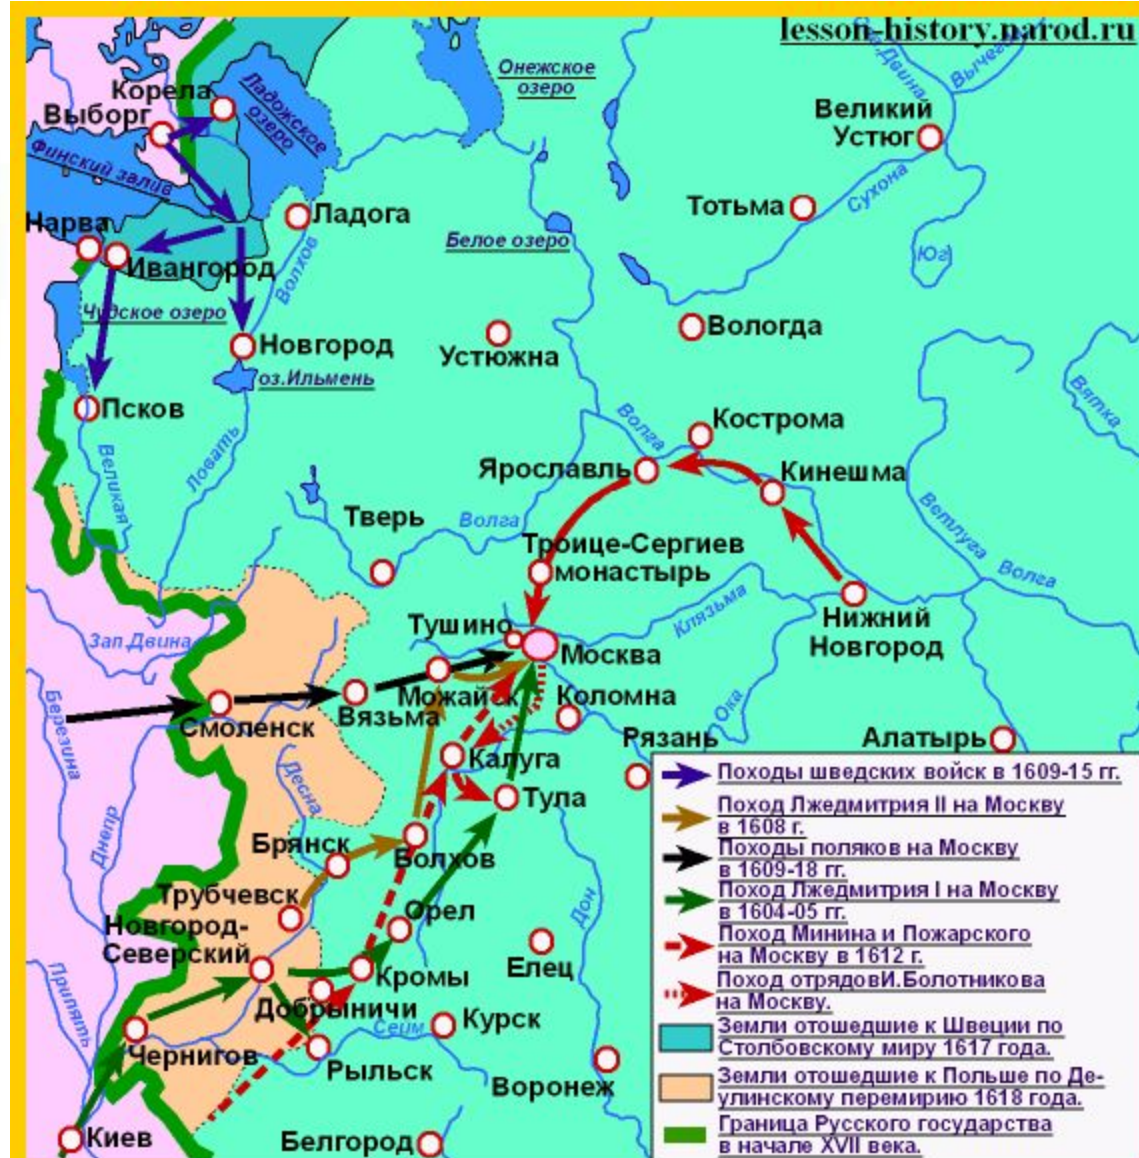 lesson-history.narod.ru
Онежское
озеро
Ладожское
озеро
Корела
Выборг
Финский залив
Вычегда
Великий
Устюг
Сухона
Тотьма
Юг
Нарва
Ладога
Ивангород
Волхов
Белое озеро
Чудское озеро
Новгород
оз.Ильмень
Устюжна
Вологда
Псков
Великая
Ловать
Вятка
Волга
Кострома
Ярославль
Кинешма
Ветлуга
Волга
Тверь
Волга
Троице-Сергиев
монастырь
Клязьма
Нижний
Новгород
Зап.Двина
Тушино
Москва
Можайск
Коломна
Вязьма
Смоленск
Березина
Ока
Рязань
Алатырь
Калуга
Тула
Десна
Днепр
Брянск
Волхов
Трубчевск
Новгород-
Северский
Орел
Дон
Елец
Кромы
Добрыничи
Припять
Сейм
Курск
Чернигов
Рыльск
Воронеж
Киев
Белгород
Походы шведских войск в 1609-15 гг.
Поход Лжедмитрия II на Москву
в 1608 г.
Походы поляков на Москву
в 1609-18 гг.
Поход Лжедмитрия I на Москву
в 1604-05 гг.
Поход Минина и Пожарского
на Москву в 1612 г.
Поход отрядовИ.Болотникова
на Москву.
Земли отошедшие к Швеции по
Столбовскому миру 1617 года.
Земли отошедшие к Польше по Де-
улинскому перемирию 1618 года.
Граница Русского государства
в начале XVII века.